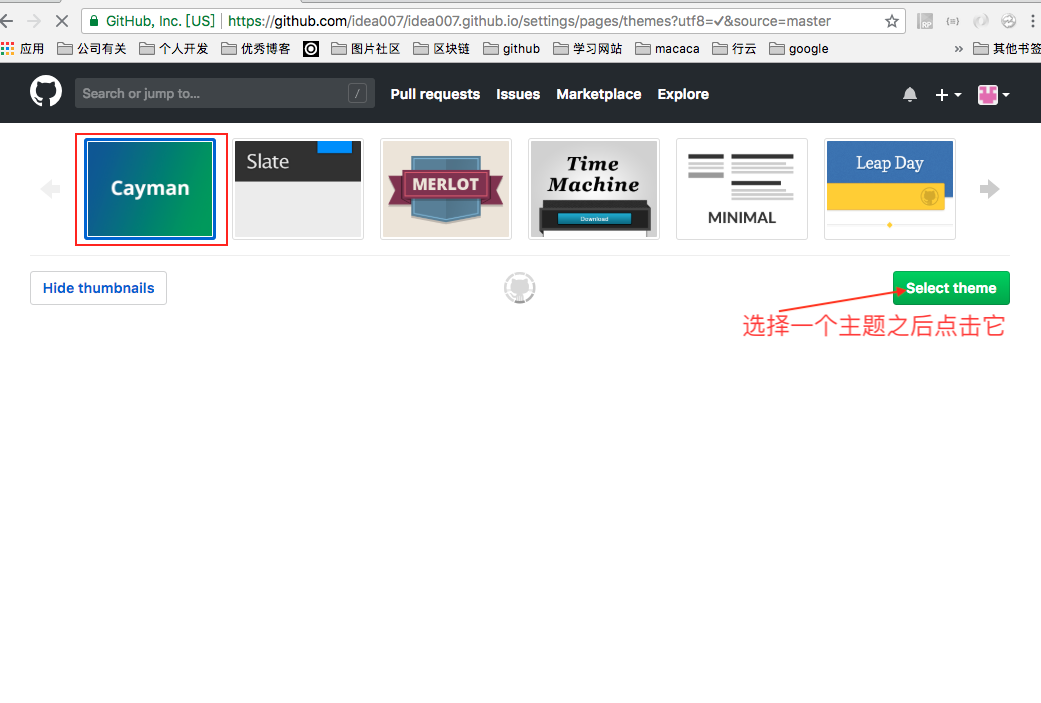 GitHub, Inc. [US] https://github.com/idea007/idea007.github.io/settings/pages/themes?utf8=✓&source=master
应用 公司有关 个人开发 优秀博客 图片社区 区块链 github 学习网站 macaca 行云 google » 其他书签
Search or jump to... / Pull requests Issues Marketplace Explore
Cayman
Slate
MERLOT
Time
Machine
Download
MINIMAL
Leap Day
Hide thumbnails
Select theme
选择一个主题之后点击它